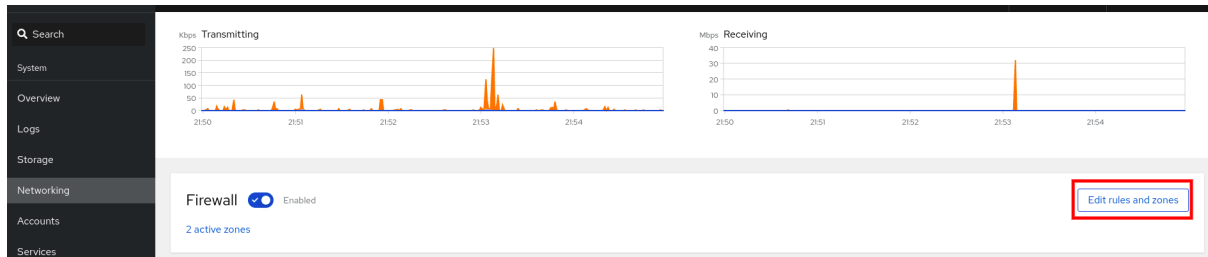 Search
System
Overview
Logs
Storage
Networking
Accounts
Services
Kbps Transmitting
250
200
150
100
50
0
21:50 21:51 21:52 21:53 21:54
Mbps Receiving
40
30
20
10
0
21:50 21:51 21:52 21:53 21:54
Firewall Enabled Edit rules and zones
2 active zones